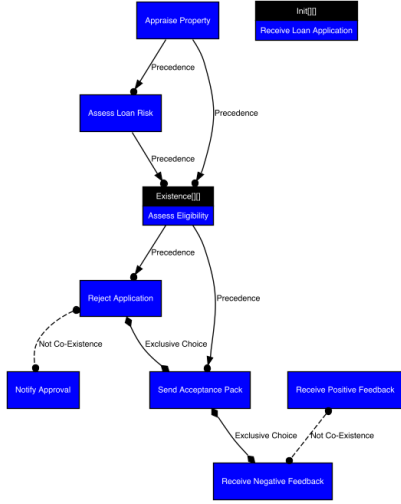 Appraise Property
Init[][]
Receive Loan Application
Precedence
Assess Loan Risk
Precedence
Precedence
Existence[][]
Assess Eligibility
Precedence
Reject Application
Precedence
Not Co-Existence
Exclusive Choice
Notify Approval
Send Acceptance Pack
Receive Positive Feedback
Exclusive Choice
Not Co-Existence
Receive Negative Feedback